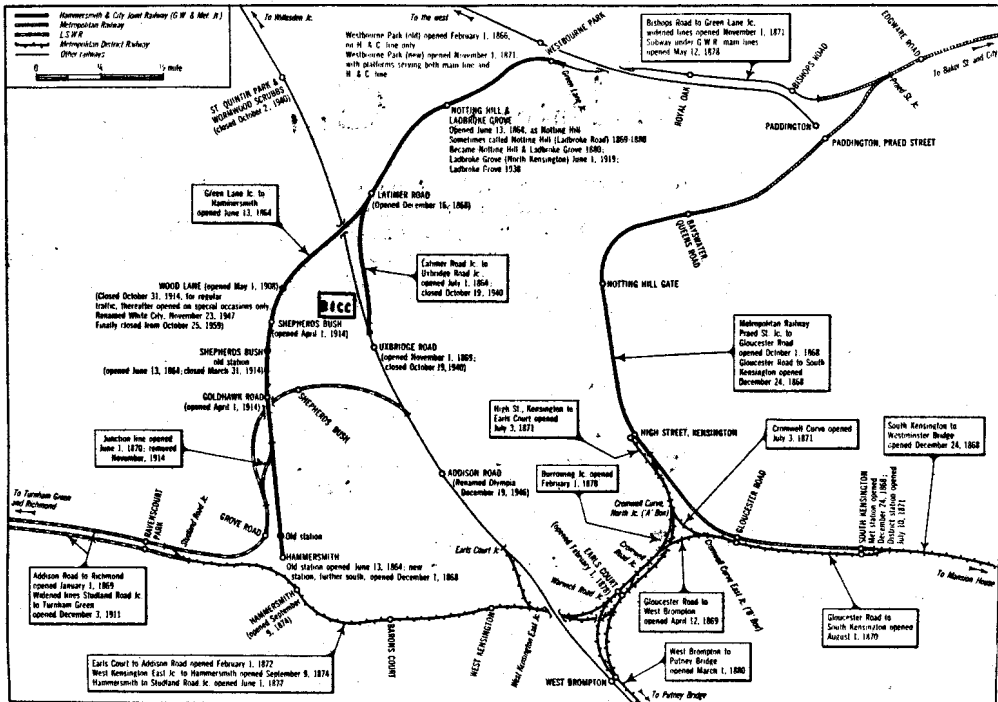 Hammersmith & City Joint Railway (G.W. & Met. Jt.)
Metropolitan Railway
L S W R
Metropolitan District Railway
Other railways
0 ¼ ½ mile
To Willesden Jc.
To the west
Westbourne Park (old) opened February 1, 1866,
on H & C line only
Westbourne Park (new) opened November 1, 1871,
with platforms serving both main line and
H & C line
WESTBOURNE PARK
Bishops Road to Green Lane Jc.
widened lines opened November 1, 1871
Subway under G W R main lines
opened May 12, 1878
EDGWARE ROAD
To Baker St. and City
Praed St. Jc.
BISHOPS ROAD
ROYAL OAK
Green Lane Jc.
PADDINGTON
PADDINGTON, PRAED STREET
ST. QUINTIN PARK &
WORMWOOD SCRUBBS
(closed October 2, 1940)
NOTTING HILL &
LADBROKE GROVE
Opened June 13, 1864, as Notting Hill
Sometimes called Notting Hill (Ladbroke Road) 1869-1880
Became Notting Hill & Ladbroke Grove 1880;
Ladbroke Grove (North Kensington) June 1, 1919;
Ladbroke Grove 1938
Green Lane Jc. to
Hammersmith
opened June 13, 1864
LATIMER ROAD
(Opened December 16, 1868)
BAYSWATER,
QUEENS ROAD
Latimer Road Jc. to
Uxbridge Road Jc.
opened July 1, 1864;
closed October 19, 1940
WOOD LANE (opened May 1, 1908)
(Closed October 31, 1914, for regular
traffic, thereafter opened on special occasions only
Renamed White City, November 23, 1947
Finally closed from October 25, 1959)
BICC
NOTTING HILL GATE
SHEPHERDS BUSH
(opened April 1, 1914)
SHEPHERDS BUSH
old station
(opened June 13, 1864; closed March 31, 1914)
UXBRIDGE ROAD
(opened November 1, 1869;
closed October 19, 1940)
Metropolitan Railway
Praed St. Jc. to
Gloucester Road
opened October 1, 1868
Gloucester Road to South
Kensington opened
December 24, 1868
GOLDHAWK ROAD
(opened April 1, 1914)
SHEPHERDS BUSH
High St., Kensington to
Earls Court opened
July 3, 1871
HIGH STREET, KENSINGTON
Cromwell Curve opened
July 3, 1871
South Kensington to
Westminster Bridge
opened December 24, 1868
Junction line opened
June 1, 1870; removed
November, 1914
ADDISON ROAD
(Renamed Olympia
December 19, 1946)
Burrowing Jc. opened
February 1, 1878
Cromwell Curve,
North Jc. ('A' Box)
GLOUCESTER ROAD
SOUTH KENSINGTON
Met station opened
December 24, 1868;
District station opened
July 10, 1871
To Turnham Green
and Richmond
RAVENSCOURT
PARK
Studland Road Jc.
GROVE ROAD
Old station
HAMMERSMITH
Old station opened June 13, 1864; new
station, further south, opened December 1, 1868
Earls Court Jc.
EARLS COURT
(opened February 1, 1878)
Cromwell
Road Jc.
Warwick Road Jc.
Cromwell Curve East Jc. ('B' Box)
To Mansion House
Addison Road to Richmond
opened January 1, 1869
Widened lines Studland Road Jc.
to Turnham Green
opened December 3, 1911
HAMMERSMITH
(opened September
9, 1874)
BARONS COURT
WEST KENSINGTON
West Kensington East Jc.
Gloucester Road to
West Brompton
opened April 12, 1869
Gloucester Road to
South Kensington opened
August 1, 1870
Earls Court to Addison Road opened February 1, 1872
West Kensington East Jc. to Hammersmith opened September 9, 1874
Hammersmith to Studland Road Jc. opened June 1, 1877
West Brompton to
Putney Bridge
opened March 1, 1880
WEST BROMPTON
To Putney Bridge